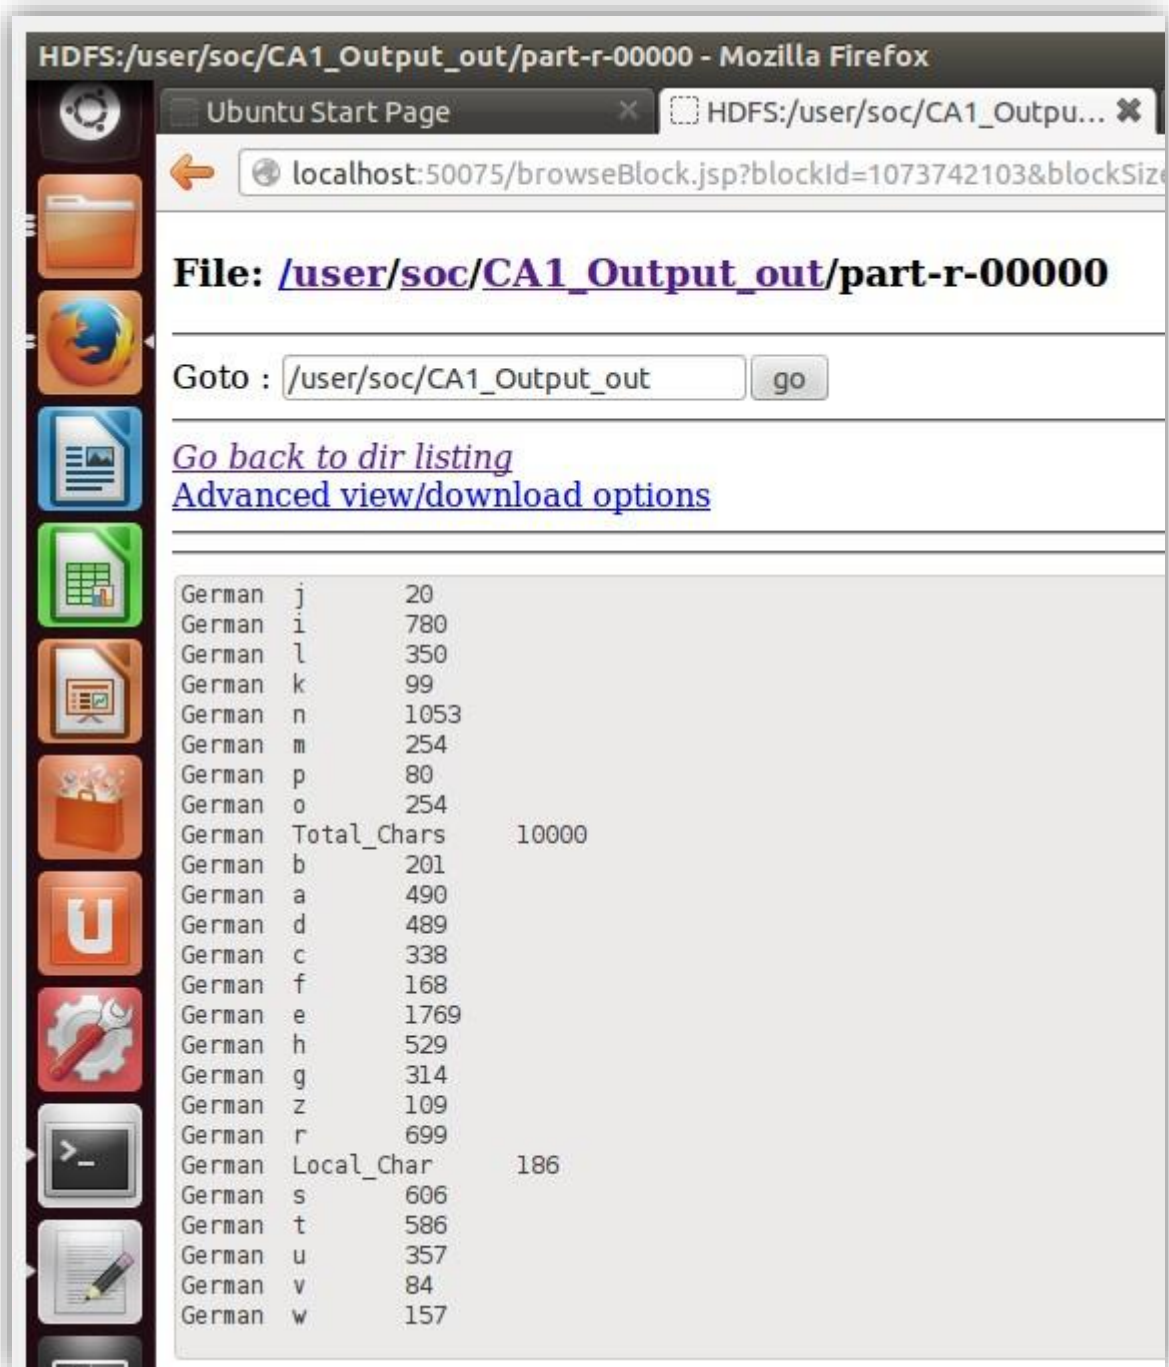 HDFS:/user/soc/CA1_Output_out/part-r-00000 - Mozilla Firefox
Ubuntu Start Page HDFS:/user/soc/CA1_Outpu...
localhost:50075/browseBlock.jsp?blockId=1073742103&blockSize
File: /user/soc/CA1_Output_out/part-r-00000
Goto : /user/soc/CA1_Output_out go
Go back to dir listing
Advanced view/download options
German j 20
German i 780
German l 350
German k 99
German n 1053
German m 254
German p 80
German o 254
German Total_Chars 10000
German b 201
German a 490
German d 489
German c 338
German f 168
German e 1769
German h 529
German g 314
German z 109
German r 699
German Local_Char 186
German s 606
German t 586
German u 357
German v 84
German w 157